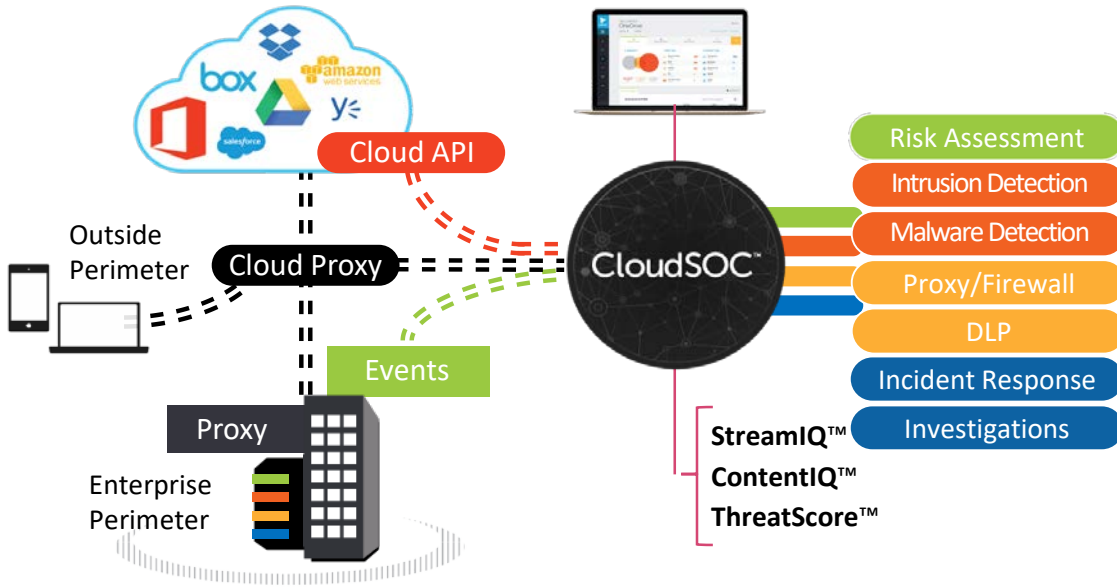 box
amazon
web services
salesforce
Cloud API
Outside
Perimeter
Cloud Proxy
Events
Proxy
Enterprise
Perimeter
CloudSOC™
StreamIQ™
ContentIQ™
ThreatScore™
Risk Assessment
Intrusion Detection
Malware Detection
Proxy/Firewall
DLP
Incident Response
Investigations